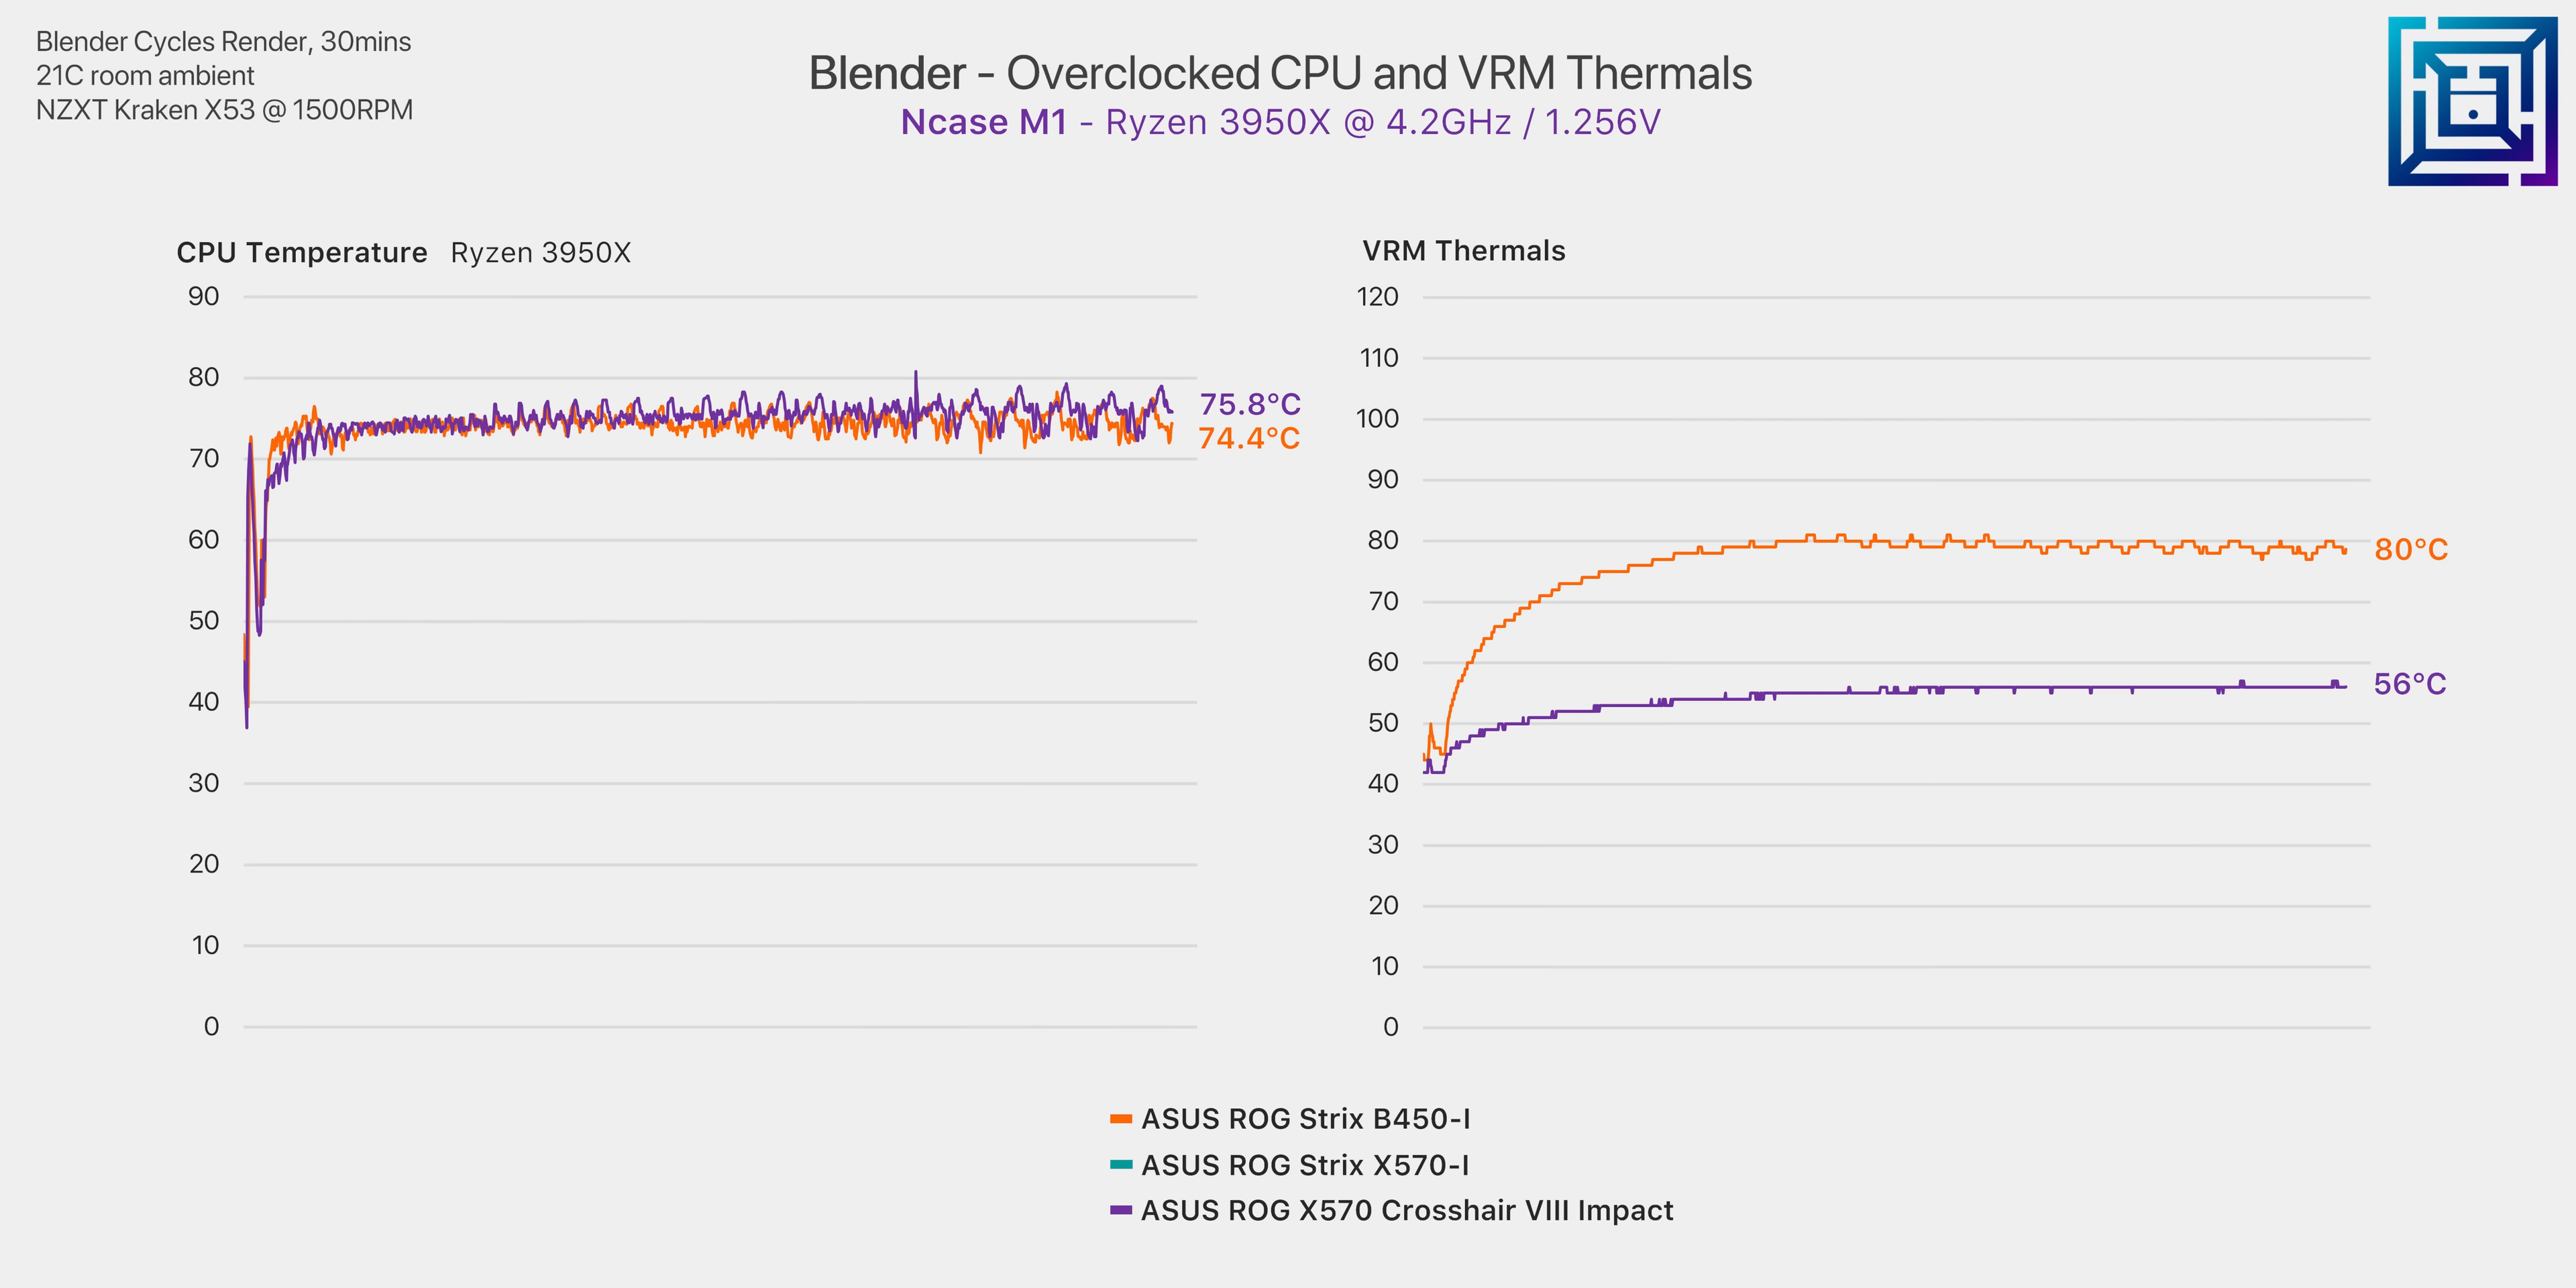 Blender Cycles Render, 30mins
21C room ambient
NZXT Kraken X53 @ 1500RPM
Blender - Overclocked CPU and VRM Thermals
Ncase M1 - Ryzen 3950X @ 4.2GHz / 1.256V
CPU Temperature Ryzen 3950X
90
80
70
60
50
40
30
20
10
0
75.8°C
74.4°C
VRM Thermals
120
110
100
90
80
70
60
50
40
30
20
10
0
80°C
56°C
ASUS ROG Strix B450-I
ASUS ROG Strix X570-I
ASUS ROG X570 Crosshair VIII Impact